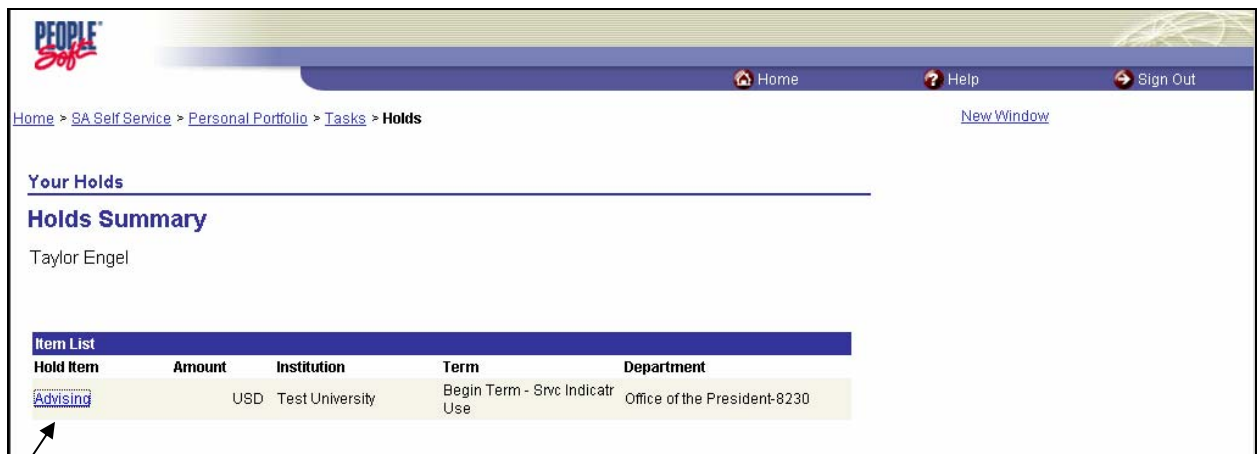 PEOPLE
Soft
Home Help Sign Out
Home > SA Self Service > Personal Portfolio > Tasks > Holds New Window
Your Holds
Holds Summary
Taylor Engel
Item List
Hold Item Amount Institution Term Department
Advising USD Test University Begin Term - Srvc Indicatr Use Office of the President-8230